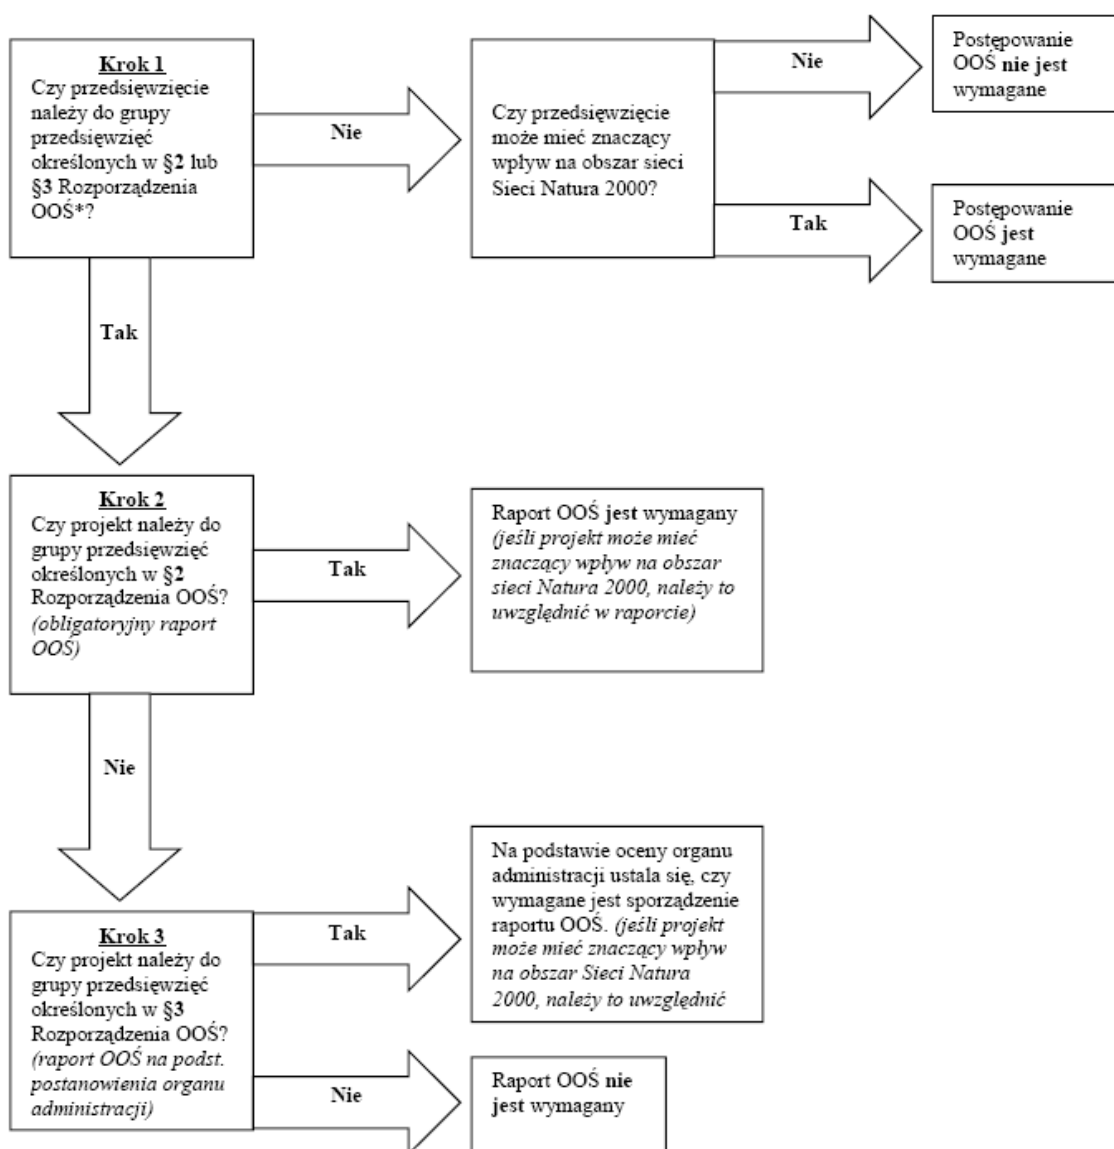 Krok 1
Czy przedsięwzięcie
należy do grupy
przedsięwzięć
określonych w §2 lub
§3 Rozporządzenia
OOŚ*?
Nie
Czy przedsięwzięcie
może mieć znaczący
wpływ na obszar sieci
Sieci Natura 2000?
Nie
Postępowanie
OOŚ nie jest
wymagane
Tak
Postępowanie
OOŚ jest
wymagane
Tak
Krok 2
Czy projekt należy do
grupy przedsięwzięć
określonych w §2
Rozporządzenia OOŚ?
(obligatoryjny raport
OOŚ)
Tak
Raport OOŚ jest wymagany
(jeśli projekt może mieć
znaczący wpływ na obszar
sieci Natura 2000, należy to
uwzględnić w raporcie)
Nie
Krok 3
Czy projekt należy do
grupy przedsięwzięć
określonych w §3
Rozporządzenia OOŚ?
(raport OOŚ na podst.
postanowienia organu
administracji)
Tak
Na podstawie oceny organu
administracji ustala się, czy
wymagane jest sporządzenie
raportu OOŚ. (jeśli projekt
może mieć znaczący wpływ
na obszar Sieci Natura
2000, należy to uwzględnić
Nie
Raport OOŚ nie
jest wymagany